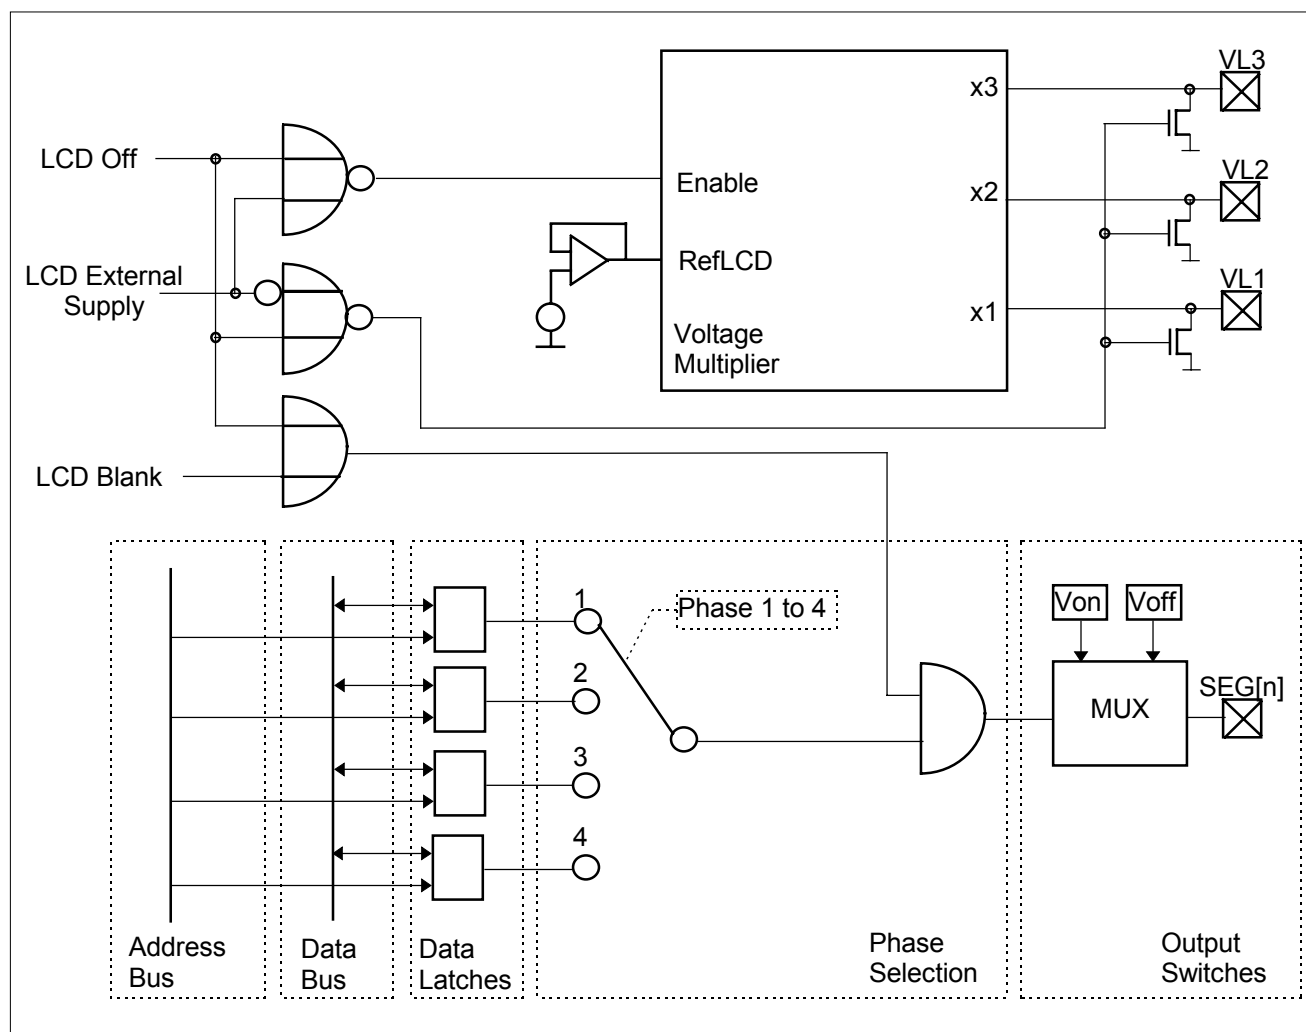 VL3
x3
LCD Off
Enable
VL2
x2
LCD External
Supply
RefLCD
VL1
x1
Voltage
Multiplier
LCD Blank
1
Phase 1 to 4
Von
Voff
2
SEG[n]
MUX
3
4
Address
Bus
Data
Bus
Data
Latches
Phase
Selection
Output
Switches